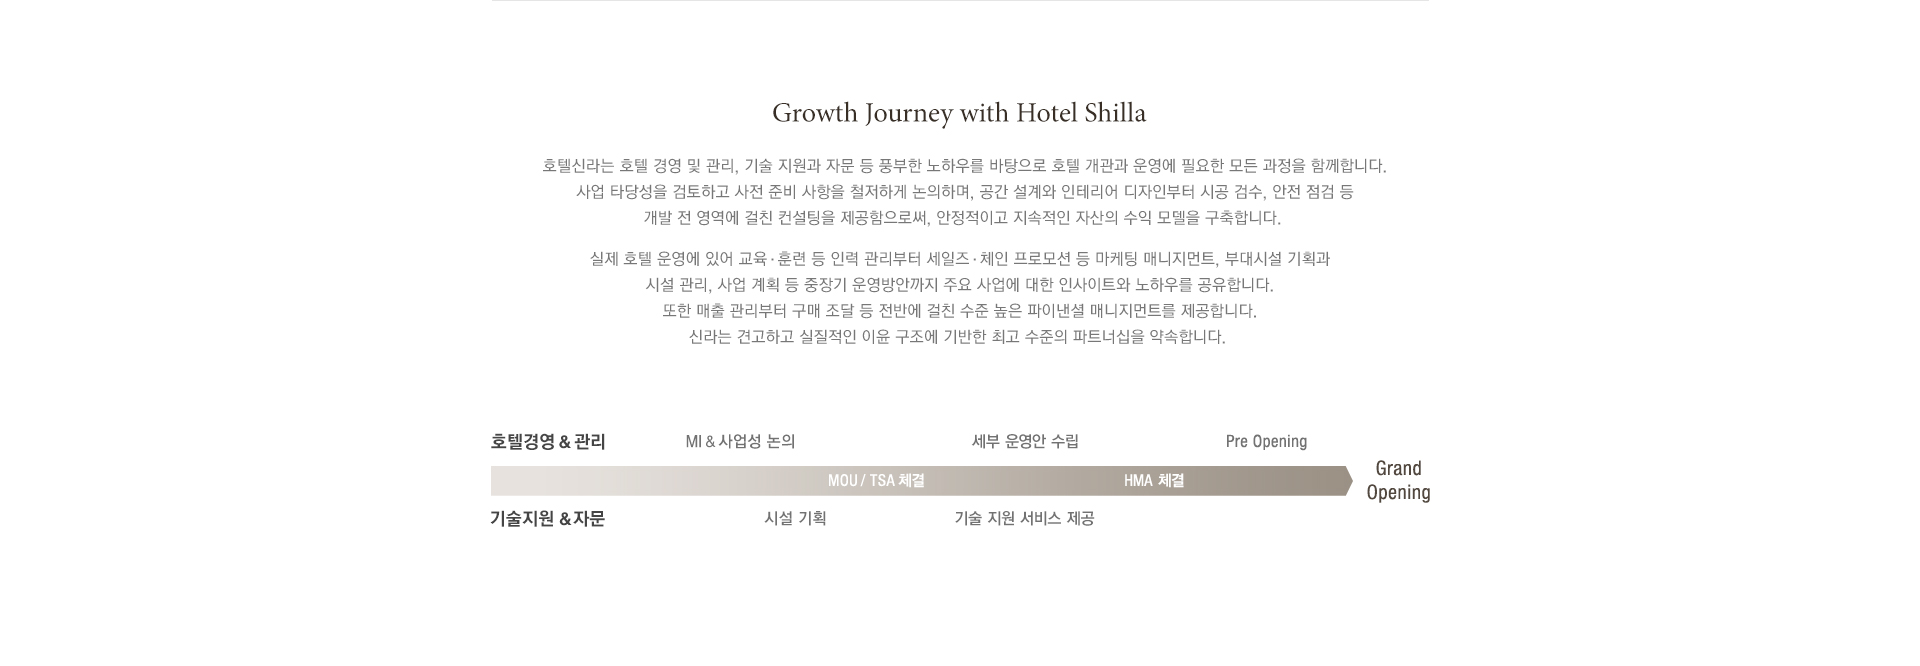 Growth Journey with Hotel Shilla
호텔신라는 호텔 경영 및 관리, 기술 지원과 자문 등 풍부한 노하우를 바탕으로 호텔 개관과 운영에 필요한 모든 과정을 함께합니다.
사업 타당성을 검토하고 사전 준비 사항을 철저하게 논의하며, 공간 설계와 인테리어 디자인부터 시공 검수, 안전 점검 등
개발 전 영역에 걸친 컨설팅을 제공함으로써, 안정적이고 지속적인 자산의 수익 모델을 구축합니다.
실제 호텔 운영에 있어 교육·훈련 등 인력 관리부터 세일즈·체인 프로모션 등 마케팅 매니지먼트, 부대시설 기획과
시설 관리, 사업 계획 등 중장기 운영방안까지 주요 사업에 대한 인사이트와 노하우를 공유합니다.
또한 매출 관리부터 구매 조달 등 전반에 걸친 수준 높은 파이낸셜 매니지먼트를 제공합니다.
신라는 견고하고 실질적인 이윤 구조에 기반한 최고 수준의 파트너십을 약속합니다.
호텔경영 & 관리 MI & 사업성 논의 세부 운영안 수립 Pre Opening
MOU / TSA 체결 HMA 체결
Grand
Opening
기술지원 & 자문 시설 기획 기술 지원 서비스 제공